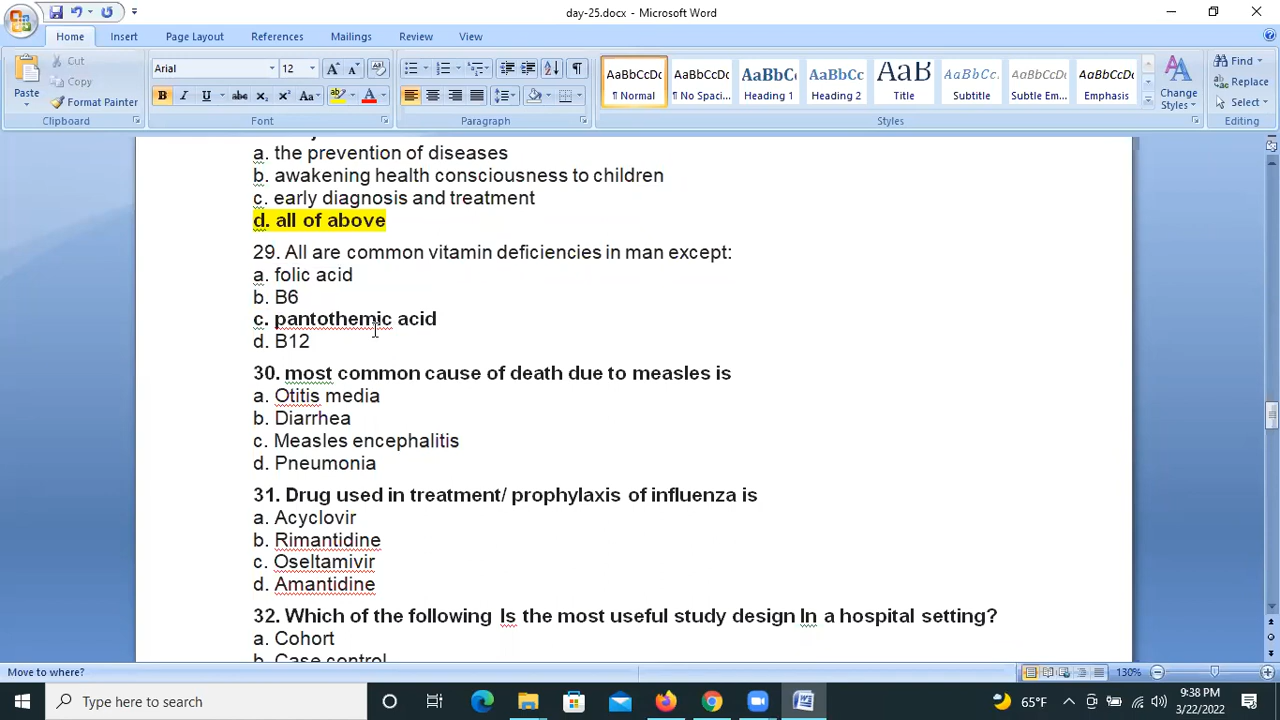 day-25.docx - Microsoft Word
Home Insert Page Layout References Mailings Review View
Paste
Cut
Copy
Format Painter
Clipboard
Arial 12
B I U abc X₂ X² Aa
Font
Paragraph
AaBbCcDc ¶ Normal
AaBbCcDc ¶ No Spaci...
AaBbCc Heading 1
AaBbCc Heading 2
AaB Title
AaBbCc Subtitle
AaBbCcDc Subtle Em...
AaBbCcDc Emphasis
Change Styles
Styles
Find
Replace
Select
Editing
a. the prevention of diseases
b. awakening health consciousness to children
c. early diagnosis and treatment
d. all of above
29. All are common vitamin deficiencies in man except:
a. folic acid
b. B6
c. pantothemic acid
d. B12
30. most common cause of death due to measles is
a. Otitis media
b. Diarrhea
c. Measles encephalitis
d. Pneumonia
31. Drug used in treatment/ prophylaxis of influenza is
a. Acyclovir
b. Rimantidine
c. Oseltamivir
d. Amantidine
32. Which of the following Is the most useful study design In a hospital setting?
a. Cohort
b. Case control
Move to where?
130%
Type here to search
65°F
9:38 PM
3/22/2022